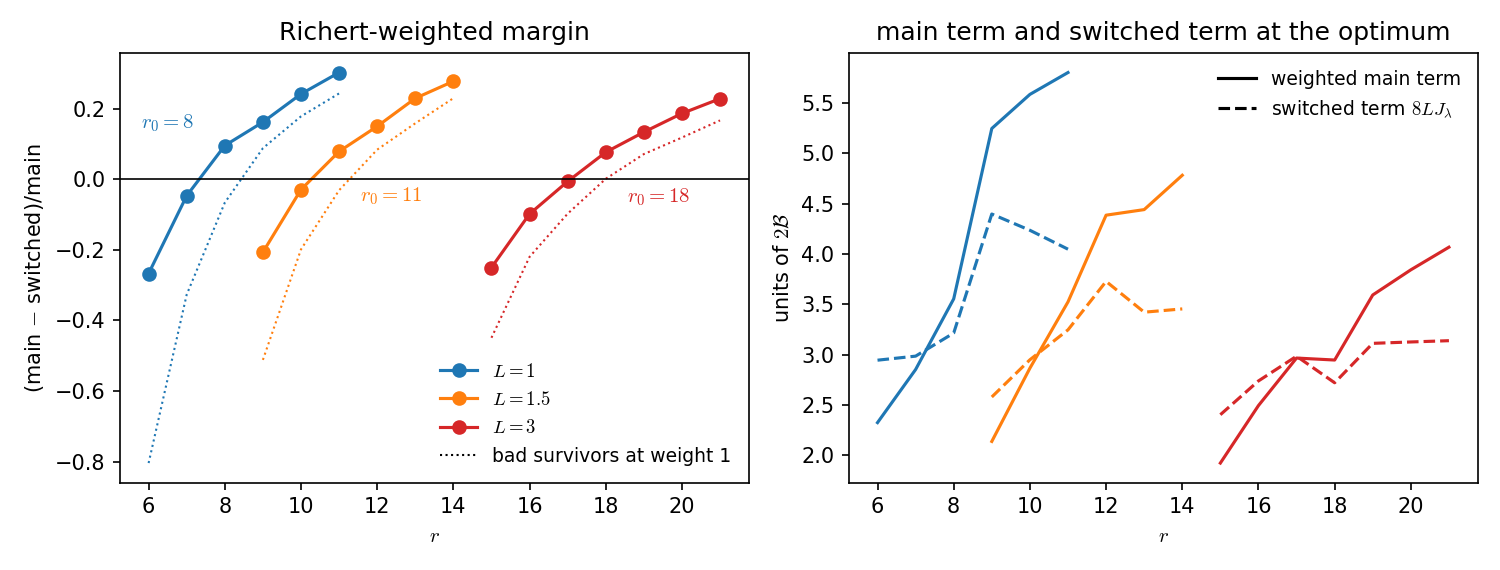 Richert-weighted margin
(main − switched)/main
0.2
0.0
−0.2
−0.4
−0.6
−0.8
r₀ = 8
r₀ = 11
r₀ = 18
L = 1
L = 1.5
L = 3
bad survivors at weight 1
6 8 10 12 14 16 18 20
r
main term and switched term at the optimum
units of 2ℬ
5.5
5.0
4.5
4.0
3.5
3.0
2.5
2.0
weighted main term
switched term 8LJ_λ
6 8 10 12 14 16 18 20
r